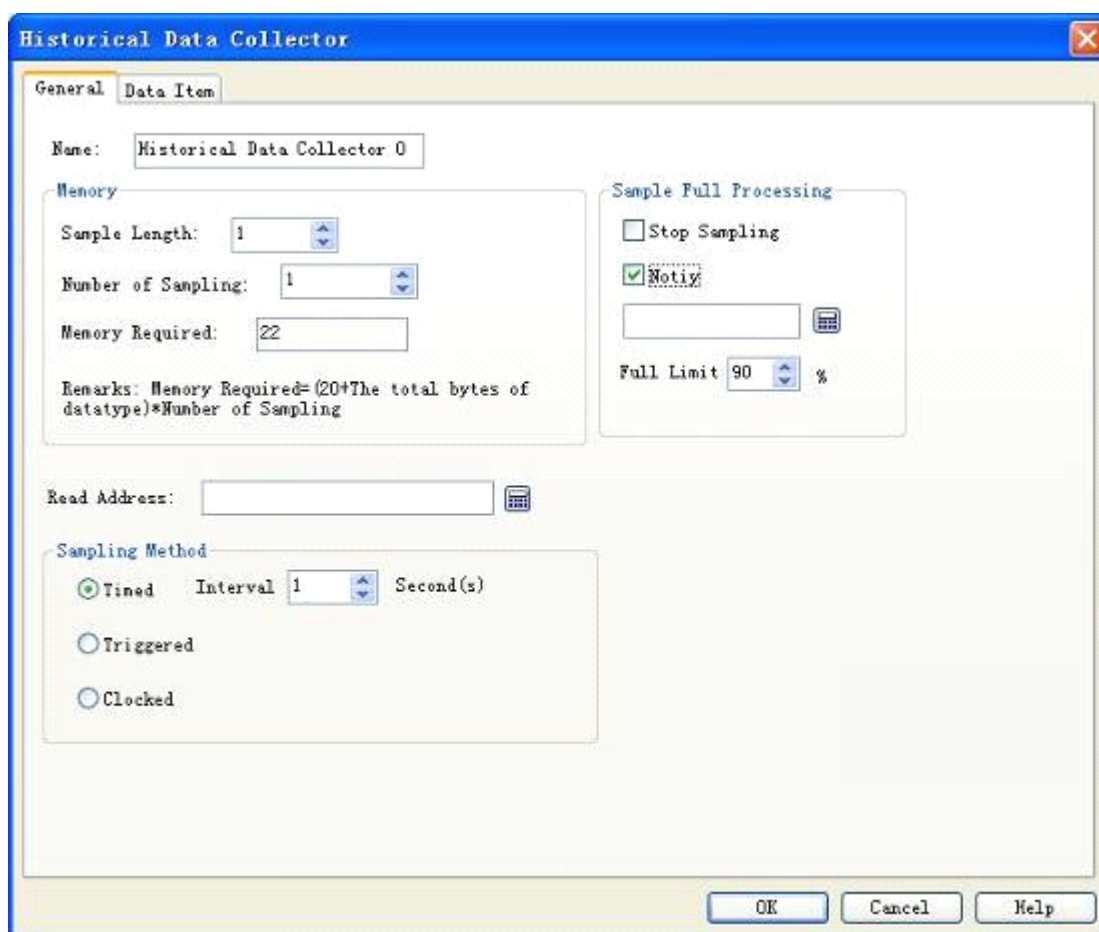 Historical Data Collector
General Data Item
Name: Historical Data Collector 0
Memory
Sample Length: 1
Number of Sampling: 1
Memory Required: 22
Remarks: Memory Required=(20+The total bytes of
datatype)*Number of Sampling
Sample Full Processing
Stop Sampling
Notiy
Full Limit 90 %
Read Address:
Sampling Method
Timed Interval 1 Second(s)
Triggered
Clocked
OK Cancel Help